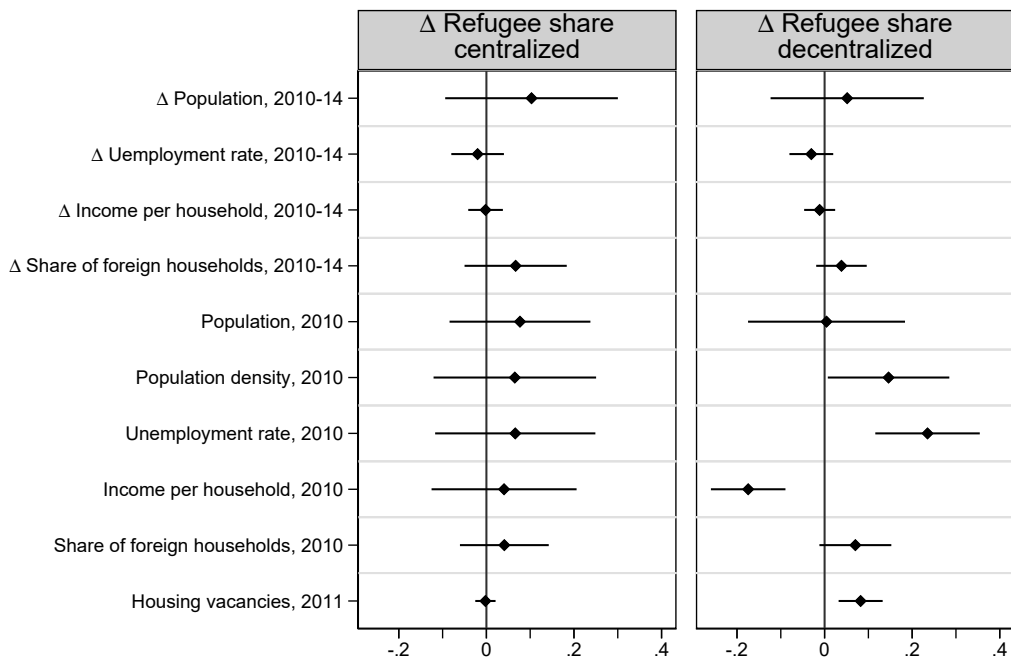 Δ Refugee share
centralized
Δ Refugee share
decentralized
Δ Population, 2010-14
Δ Uemployment rate, 2010-14
Δ Income per household, 2010-14
Δ Share of foreign households, 2010-14
Population, 2010
Population density, 2010
Unemployment rate, 2010
Income per household, 2010
Share of foreign households, 2010
Housing vacancies, 2011
-.2 0 .2 .4
-.2 0 .2 .4